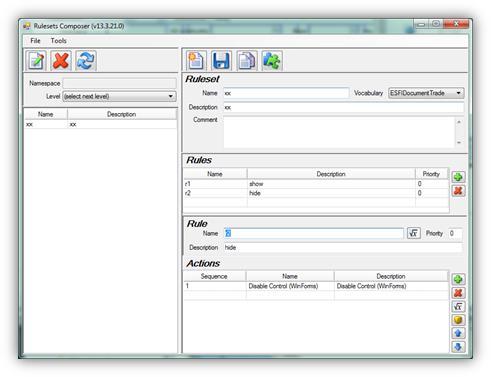 Rulesets Composer (v13.3.21.0)
File Tools
Namespace
Level (select next level)
Name Description
xx xx
Ruleset
Name xx Vocabulary ESFIDocumentTrade
Description xx
Comment
Rules
Name Description Priority
r1 show 0
r2 hide 0
Rule
Name r2 √x Priority 0
Description hide
Actions
Sequence Name Description
1 Disable Control (WinForms) Disable Control (WinForms)
√x